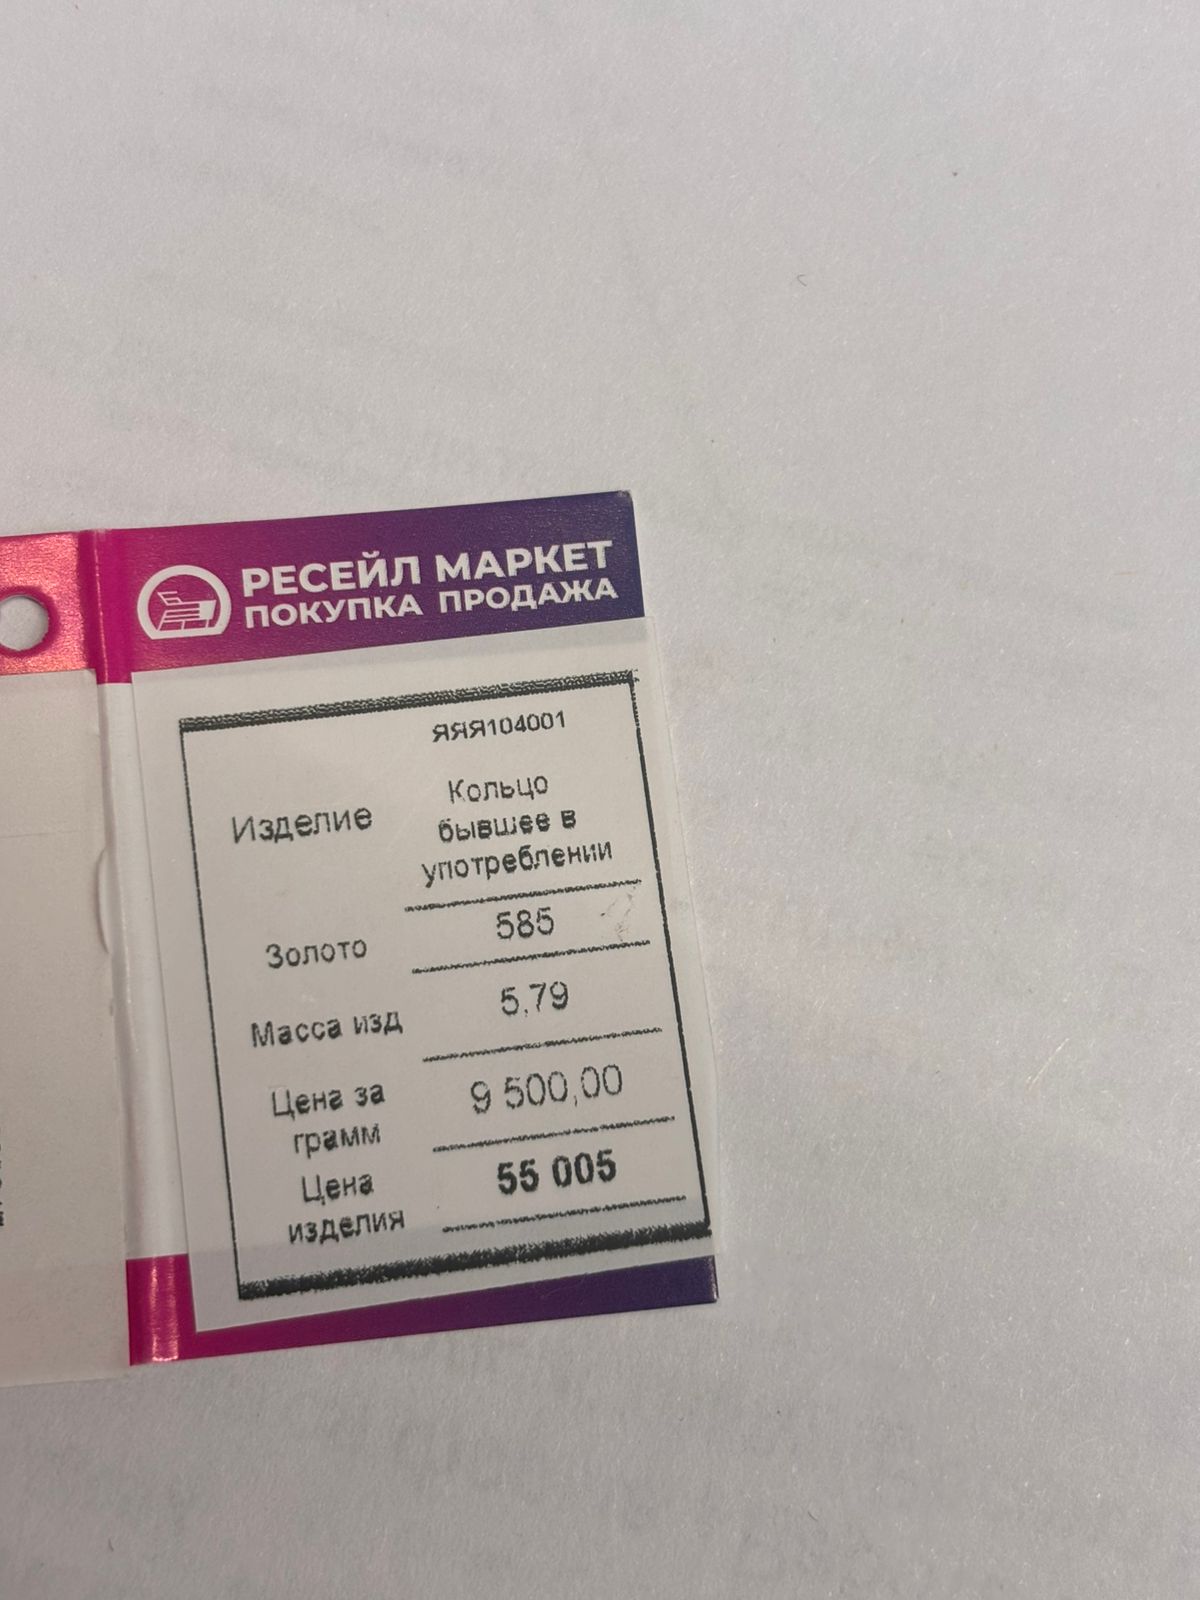 РЕСЕЙЛ МАРКЕТ
ПОКУПКА ПРОДАЖА
ЯЯЯ104001
Изделие Кольцо
бывшее в
употреблении
Золото 585
Масса изд 5,79
Цена за
грамм 9 500,00
Цена
изделия 55 005